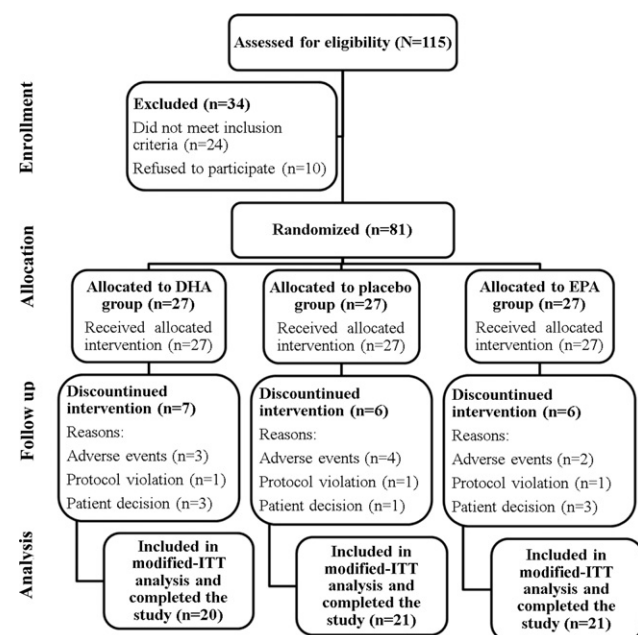 Assessed for eligibility (N=115)
Enrollment
Excluded (n=34)
Did not meet inclusion
criteria (n=24)
Refused to participate (n=10)
Allocation
Randomized (n=81)
Allocated to DHA
group (n=27)
Received allocated
intervention (n=27)
Allocated to placebo
group (n=27)
Received allocated
intervention (n=27)
Allocated to EPA
group (n=27)
Received allocated
intervention (n=27)
Follow up
Discountinued
intervention (n=7)
Reasons:
Adverse events (n=3)
Protocol violation (n=1)
Patient decision (n=3)
Discountinued
intervention (n=6)
Reasons:
Adverse events (n=4)
Protocol violation (n=1)
Patient decision (n=1)
Discountinued
intervention (n=6)
Reasons:
Adverse events (n=2)
Protocol violation (n=1)
Patient decision (n=3)
Analysis
Included in
modified-ITT
analysis and
completed the
study (n=20)
Included in
modified-ITT
analysis and
completed the
study (n=21)
Included in
modified-ITT
analysis and
completed the
study (n=21)